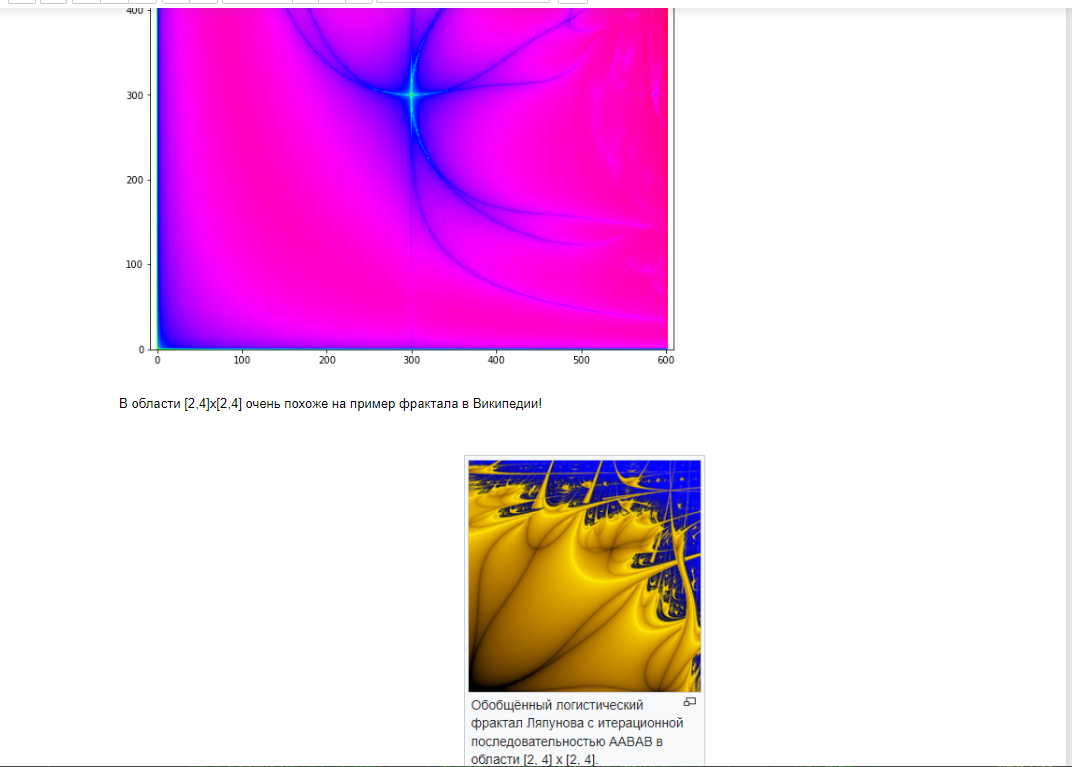 400
300
200
100
0
0 100 200 300 400 500 600
В области [2,4]x[2,4] очень похоже на пример фрактала в Википедии!
Обобщённый логистический
фрактал Ляпунова с итерационной
последовательностью AABAB в
области [2, 4] x [2, 4].